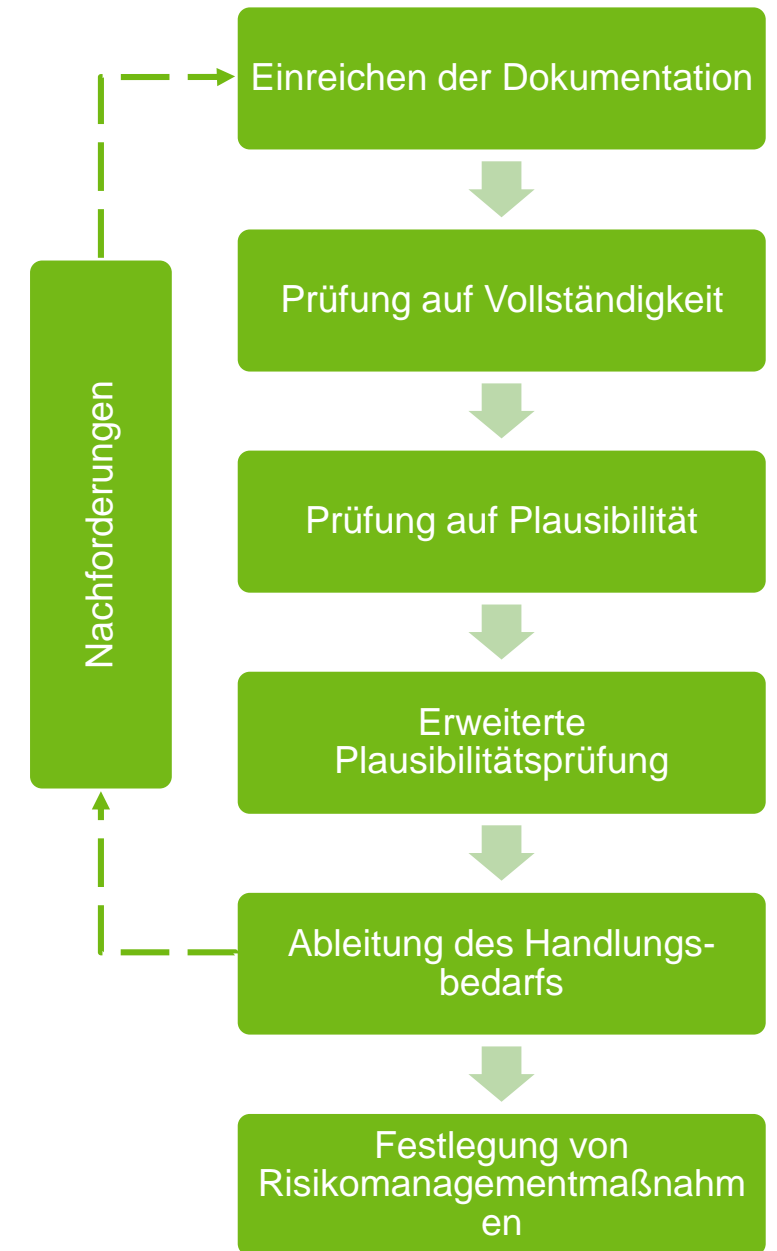 Einreichen der Dokumentation
Prüfung auf Vollständigkeit
Prüfung auf Plausibilität
Erweiterte
Plausibilitätsprüfung
Ableitung des Handlungs-
bedarfs
Festlegung von
Risikomanagementmaßnahm
en
Nachforderungen